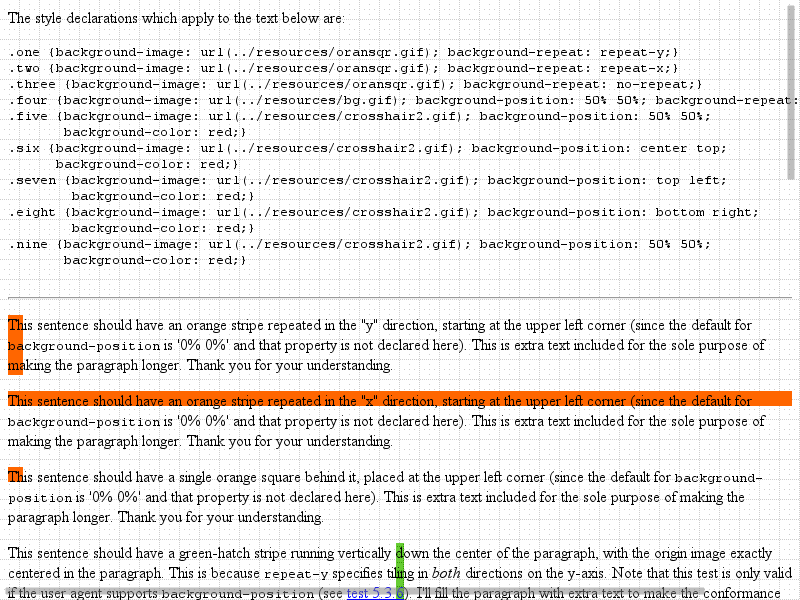 The style declarations which apply to the text below are:
.one {background-image: url(../resources/oransqr.gif); background-repeat: repeat-y;}
.two {background-image: url(../resources/oransqr.gif); background-repeat: repeat-x;}
.three {background-image: url(../resources/oransqr.gif); background-repeat: no-repeat;}
.four {background-image: url(../resources/bg.gif); background-position: 50% 50%; background-repeat:
.five {background-image: url(../resources/crosshair2.gif); background-position: 50% 50%;
background-color: red;}
.six {background-image: url(../resources/crosshair2.gif); background-position: center top;
background-color: red;}
.seven {background-image: url(../resources/crosshair2.gif); background-position: top left;
background-color: red;}
.eight {background-image: url(../resources/crosshair2.gif); background-position: bottom right;
background-color: red;}
.nine {background-image: url(../resources/crosshair2.gif); background-position: 50% 50%;
background-color: red;}
This sentence should have an orange stripe repeated in the "y" direction, starting at the upper left corner (since the default for
background-position is '0% 0%' and that property is not declared here). This is extra text included for the sole purpose of
making the paragraph longer. Thank you for your understanding.
This sentence should have an orange stripe repeated in the "x" direction, starting at the upper left corner (since the default for
background-position is '0% 0%' and that property is not declared here). This is extra text included for the sole purpose of
making the paragraph longer. Thank you for your understanding.
This sentence should have a single orange square behind it, placed at the upper left corner (since the default for background-
position is '0% 0%' and that property is not declared here). This is extra text included for the sole purpose of making the
paragraph longer. Thank you for your understanding.
This sentence should have a green-hatch stripe running vertically down the center of the paragraph, with the origin image exactly
centered in the paragraph. This is because repeat-y specifies tiling in both directions on the y-axis. Note that this test is only valid
if the user agent supports background-position (see test 5.3.6). I'll fill the paragraph with extra text to make the conformance